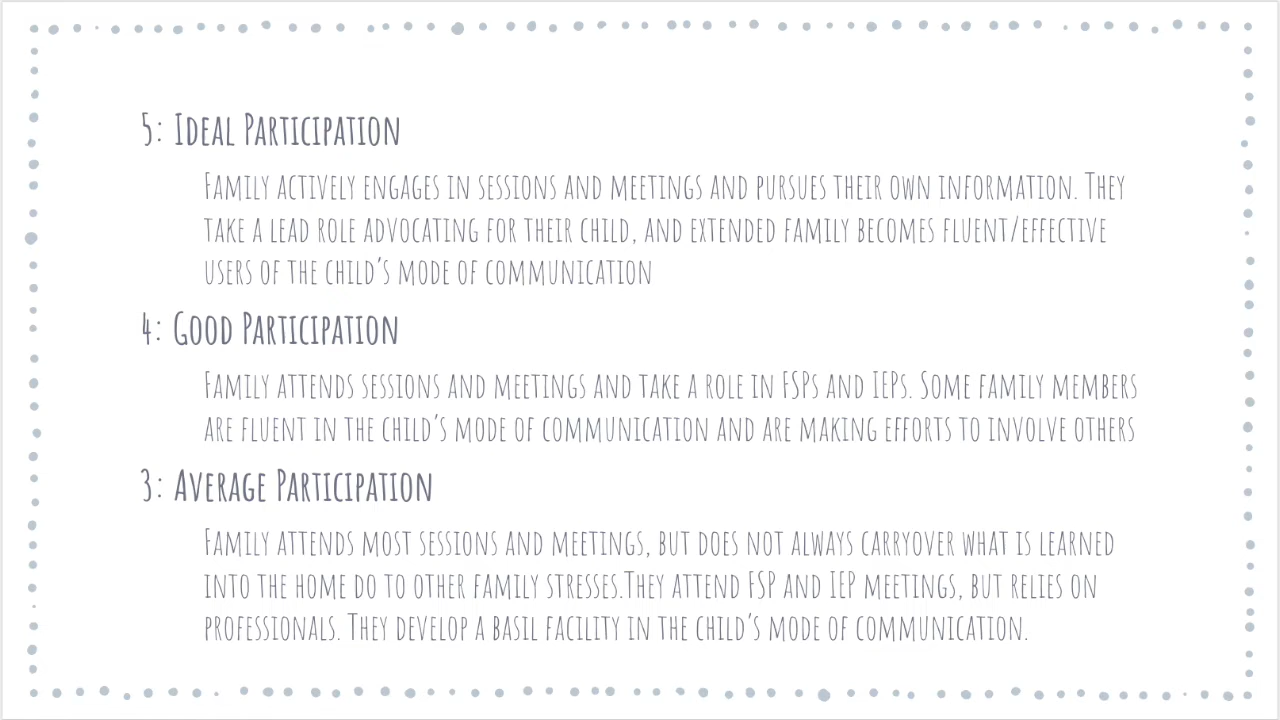 5: Ideal Participation
Family actively engages in sessions and meetings and pursues their own information. They
take a lead role advocating for their child, and extended family becomes fluent/effective
users of the child's mode of communication
4: Good Participation
Family attends sessions and meetings and take a role in FSPs and IEPs. Some family members
are fluent in the child's mode of communication and are making efforts to involve others
3: Average Participation
Family attends most sessions and meetings, but does not always carryover what is learned
into the home do to other family stresses.They attend FSP and IEP meetings, but relies on
professionals. They develop a basil facility in the child's mode of communication.